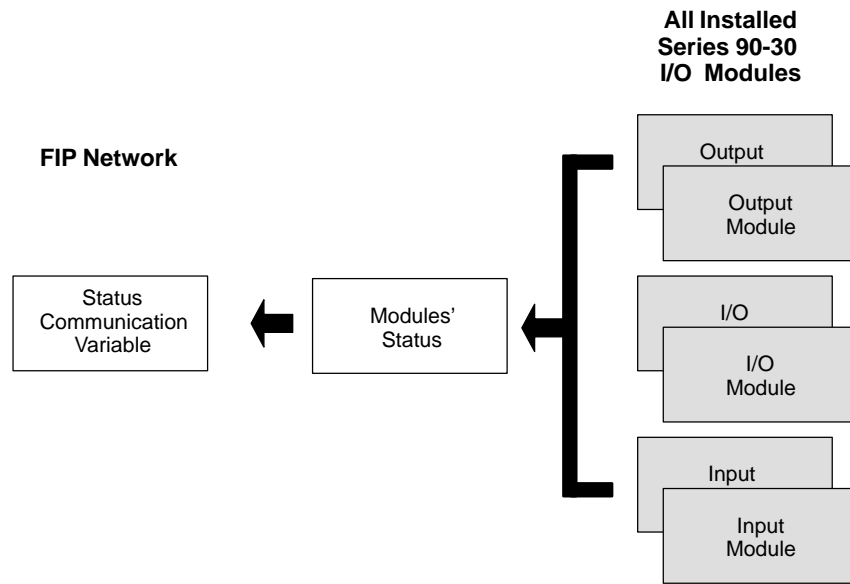 All Installed
Series 90-30
I/O Modules
FIP Network
Output
Output
Module
Status
Communication
Variable
Modules'
Status
I/O
I/O
Module
Input
Input
Module